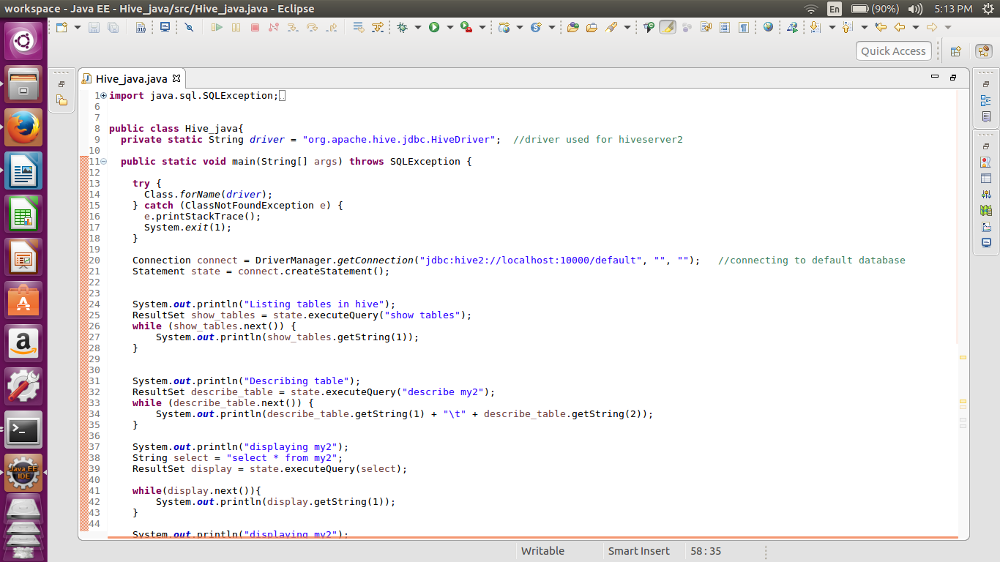 workspace - Java EE - Hive_java/src/Hive_java.java - Eclipse
En
(90%)
5:13 PM
010
Quick Access
Hive_java.java
1 import java.sql.SQLException;
6
7
8 public class Hive_java{
9 private static String driver = "org.apache.hive.jdbc.HiveDriver"; //driver used for hiveserver2
10
11 public static void main(String[] args) throws SQLException {
12
13 try {
14 Class.forName(driver);
15 } catch (ClassNotFoundException e) {
16 e.printStackTrace();
17 System.exit(1);
18 }
19
20 Connection connect = DriverManager.getConnection("jdbc:hive2://localhost:10000/default", "", ""); //connecting to default database
21 Statement state = connect.createStatement();
22
23
24 System.out.println("Listing tables in hive");
25 ResultSet show_tables = state.executeQuery("show tables");
26 while (show_tables.next()) {
27 System.out.println(show_tables.getString(1));
28 }
29
30
31 System.out.println("Describing table");
32 ResultSet describe_table = state.executeQuery("describe my2");
33 while (describe_table.next()) {
34 System.out.println(describe_table.getString(1) + "\t" + describe_table.getString(2));
35 }
36
37 System.out.println("displaying my2");
38 String select = "select * from my2";
39 ResultSet display = state.executeQuery(select);
40
41 while(display.next()){
42 System.out.println(display.getString(1));
43 }
44
System.out.println("displaying my2");
Java EE
IDE
Writable
Smart Insert
58 : 35